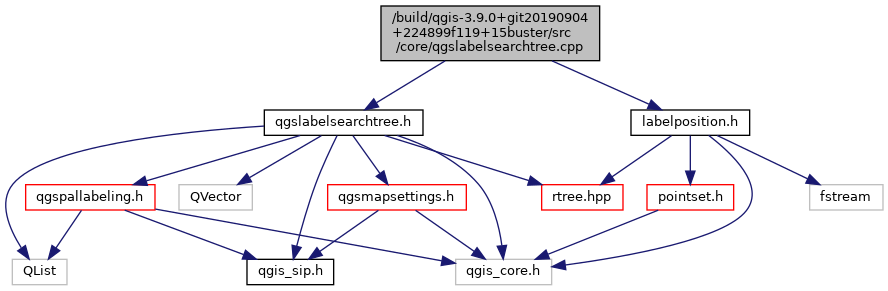 /build/qgis-3.9.0+git20190904
+224899f119+15buster/src
/core/qgslabelsearchtree.cpp
qgslabelsearchtree.h
labelposition.h
qgspallabeling.h
QVector
qgsmapsettings.h
rtree.hpp
pointset.h
fstream
QList
qgis_sip.h
qgis_core.h